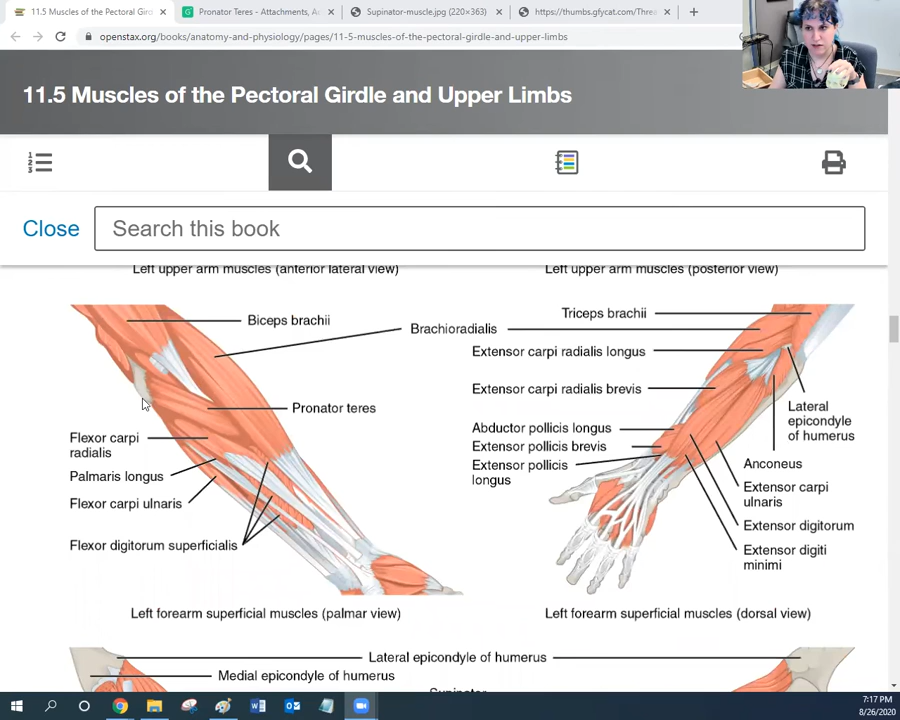 11.5 Muscles of the Pectoral Gird
Pronator Teres - Attachments, A
Supinator-muscle.jpg (220×363)
https://thumbs.gfycat.com/Threa
openstax.org/books/anatomy-and-physiology/pages/11-5-muscles-of-the-pectoral-girdle-and-upper-limbs
11.5 Muscles of the Pectoral Girdle and Upper Limbs
Close
Search this book
Left upper arm muscles (anterior lateral view)
Left upper arm muscles (posterior view)
Biceps brachii
Brachioradialis
Pronator teres
Flexor carpi
radialis
Palmaris longus
Flexor carpi ulnaris
Flexor digitorum superficialis
Left forearm superficial muscles (palmar view)
Triceps brachii
Extensor carpi radialis longus
Extensor carpi radialis brevis
Abductor pollicis longus
Extensor pollicis brevis
Extensor pollicis
longus
Lateral
epicondyle
of humerus
Anconeus
Extensor carpi
ulnaris
Extensor digitorum
Extensor digiti
minimi
Left forearm superficial muscles (dorsal view)
Lateral epicondyle of humerus
Medial epicondyle of humerus
7:17 PM
8/26/2020